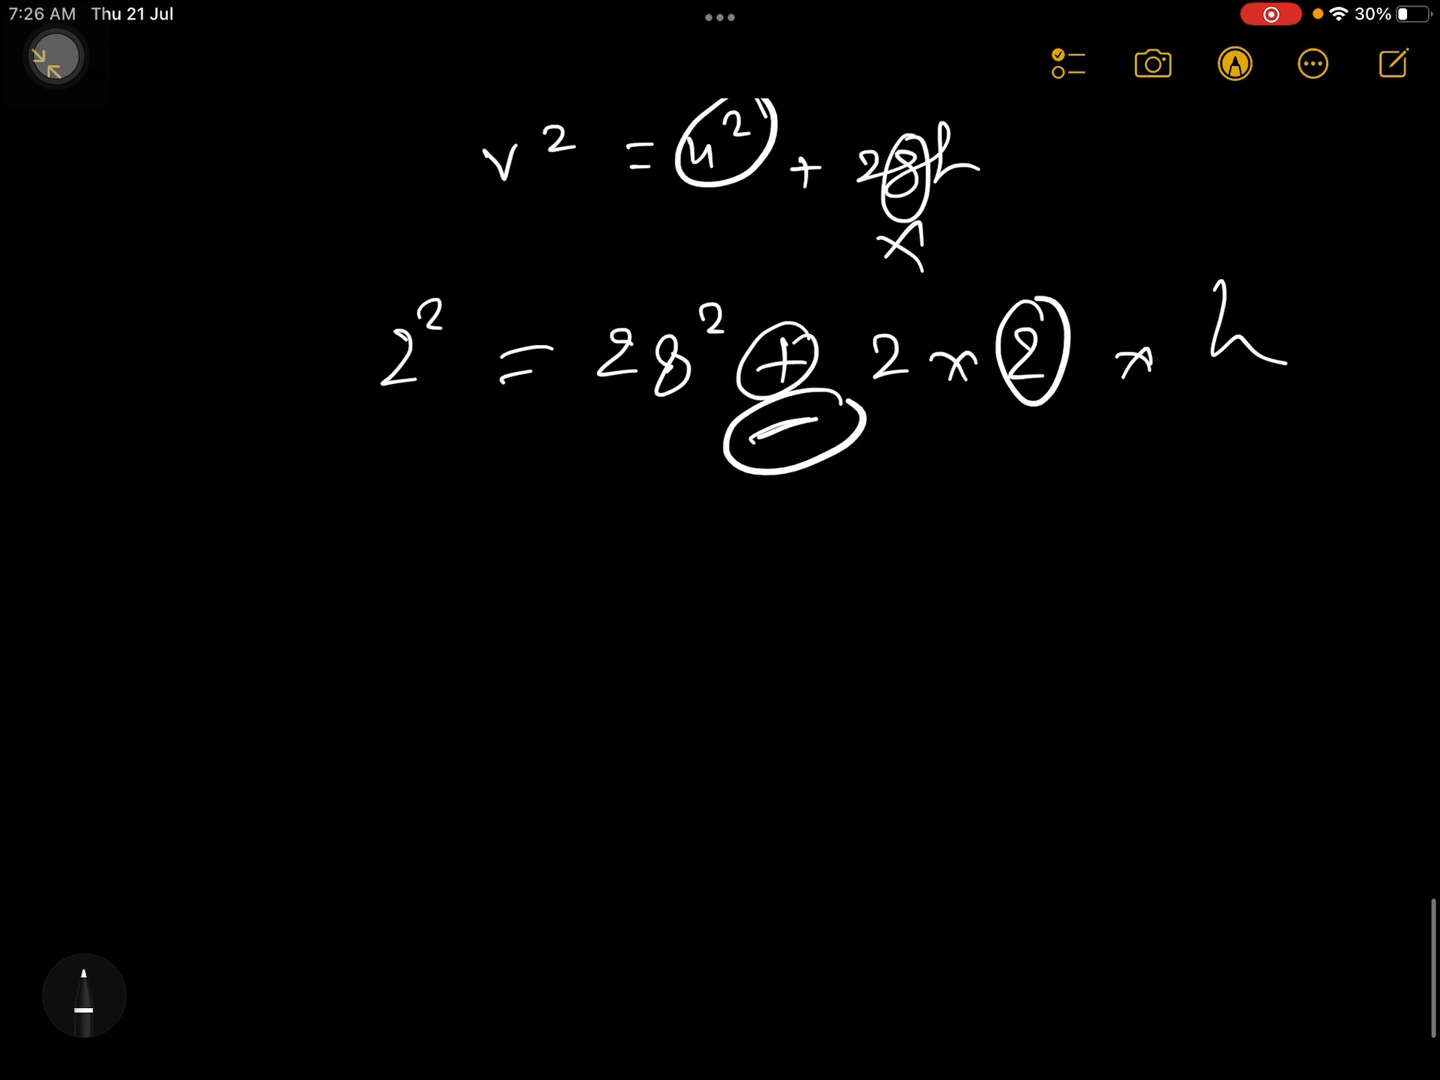 7:26 AM Thu 21 Jul
30%
v² = u² + 2gh
x
2² = 28² + 2 × 2 × h
−